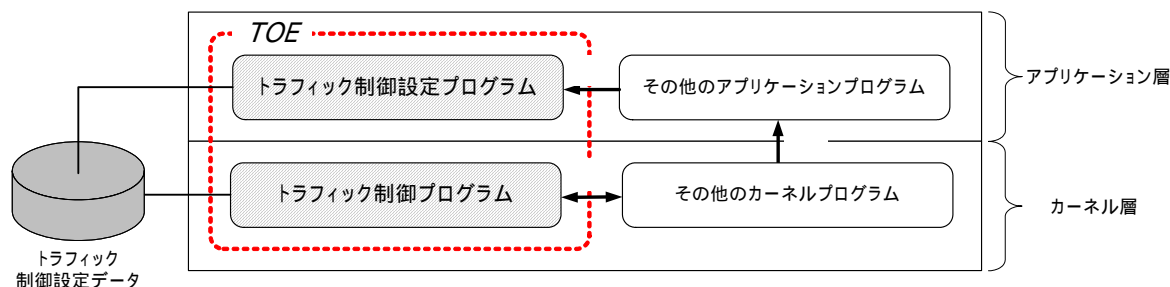 TOE
トラフィック制御設定プログラム
その他のアプリケーションプログラム
アプリケーション層
トラフィック制御プログラム
その他のカーネルプログラム
カーネル層
トラフィック
制御設定データ